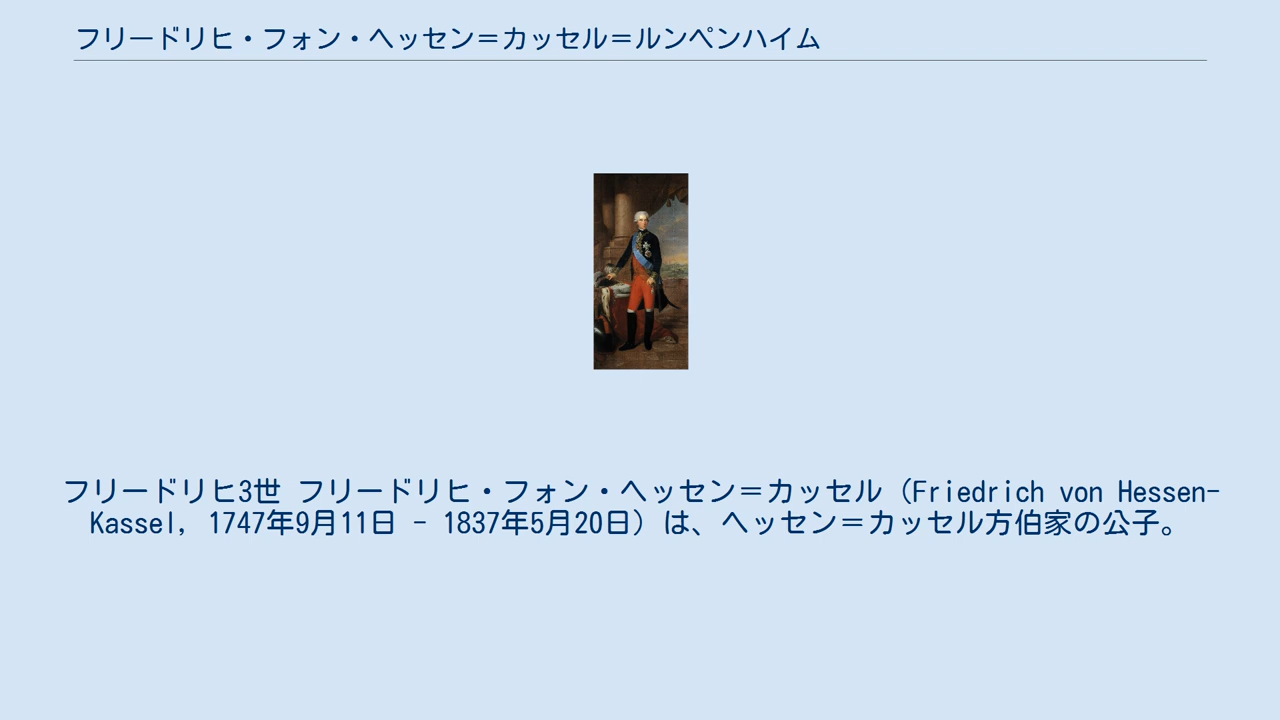 フリードリヒ・フォン・ヘッセン＝カッセル＝ルンペンハイム
フリードリヒ3世 フリードリヒ・フォン・ヘッセン＝カッセル（Friedrich von Hessen-
Kassel, 1747年9月11日 - 1837年5月20日）は、ヘッセン＝カッセル方伯家の公子。